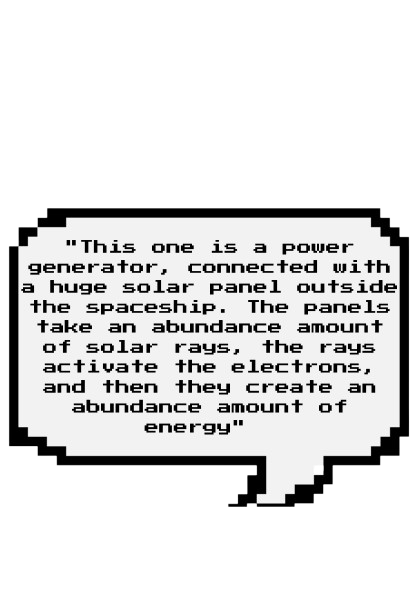 "This one is a power
generator, connected with
a huge solar panel outside
the spaceship. The panels
take an abundance amount
of solar rays, the rays
activate the electrons,
and then they create an
abundance amount of
energy"